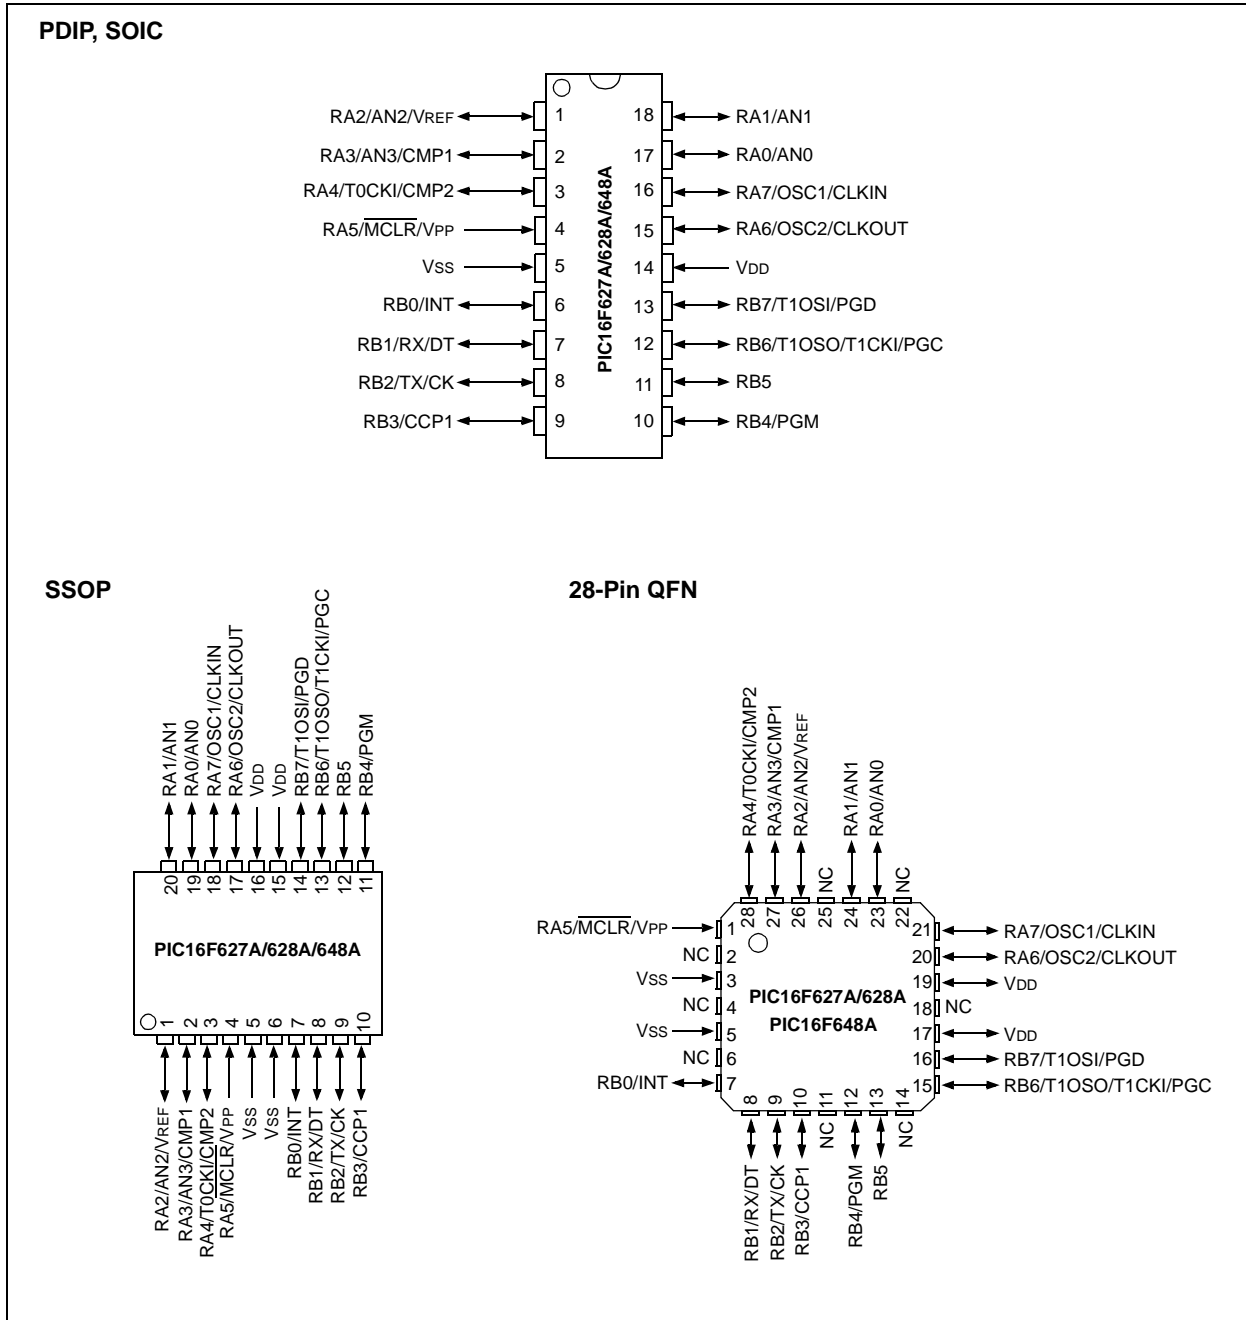 PDIP, SOIC
RA2/AN2/VREF 1 18 RA1/AN1
RA3/AN3/CMP1 2 17 RA0/AN0
RA4/T0CKI/CMP2 3 16 RA7/OSC1/CLKIN
RA5/MCLR/VPP 4 15 RA6/OSC2/CLKOUT
VSS 5 14 VDD
RB0/INT 6 13 RB7/T1OSI/PGD
RB1/RX/DT 7 12 RB6/T1OSO/T1CKI/PGC
RB2/TX/CK 8 11 RB5
RB3/CCP1 9 10 RB4/PGM
PIC16F627A/628A/648A
SSOP
RA1/AN1 20
RA0/AN0 19
RA7/OSC1/CLKIN 18
RA6/OSC2/CLKOUT 17
VDD 16
VDD 15
RB7/T1OSI/PGD 14
RB6/T1OSO/T1CKI/PGC 13
RB5 12
RB4/PGM 11
PIC16F627A/628A/648A
RA2/AN2/VREF 1
RA3/AN3/CMP1 2
RA4/T0CKI/CMP2 3
RA5/MCLR/VPP 4
VSS 5
VSS 6
RB0/INT 7
RB1/RX/DT 8
RB2/TX/CK 9
RB3/CCP1 10
28-Pin QFN
RA4/T0CKI/CMP2 28
RA3/AN3/CMP1 27
RA2/AN2/VREF 26
NC 25
RA1/AN1 24
RA0/AN0 23
NC 22
RA5/MCLR/VPP 1
NC 2
VSS 3
NC 4
VSS 5
NC 6
RB0/INT 7
PIC16F627A/628A
PIC16F648A
21 RA7/OSC1/CLKIN
20 RA6/OSC2/CLKOUT
19 VDD
18 NC
17 VDD
16 RB7/T1OSI/PGD
15 RB6/T1OSO/T1CKI/PGC
RB1/RX/DT 8
RB2/TX/CK 9
RB3/CCP1 10
NC 11
RB4/PGM 12
RB5 13
NC 14